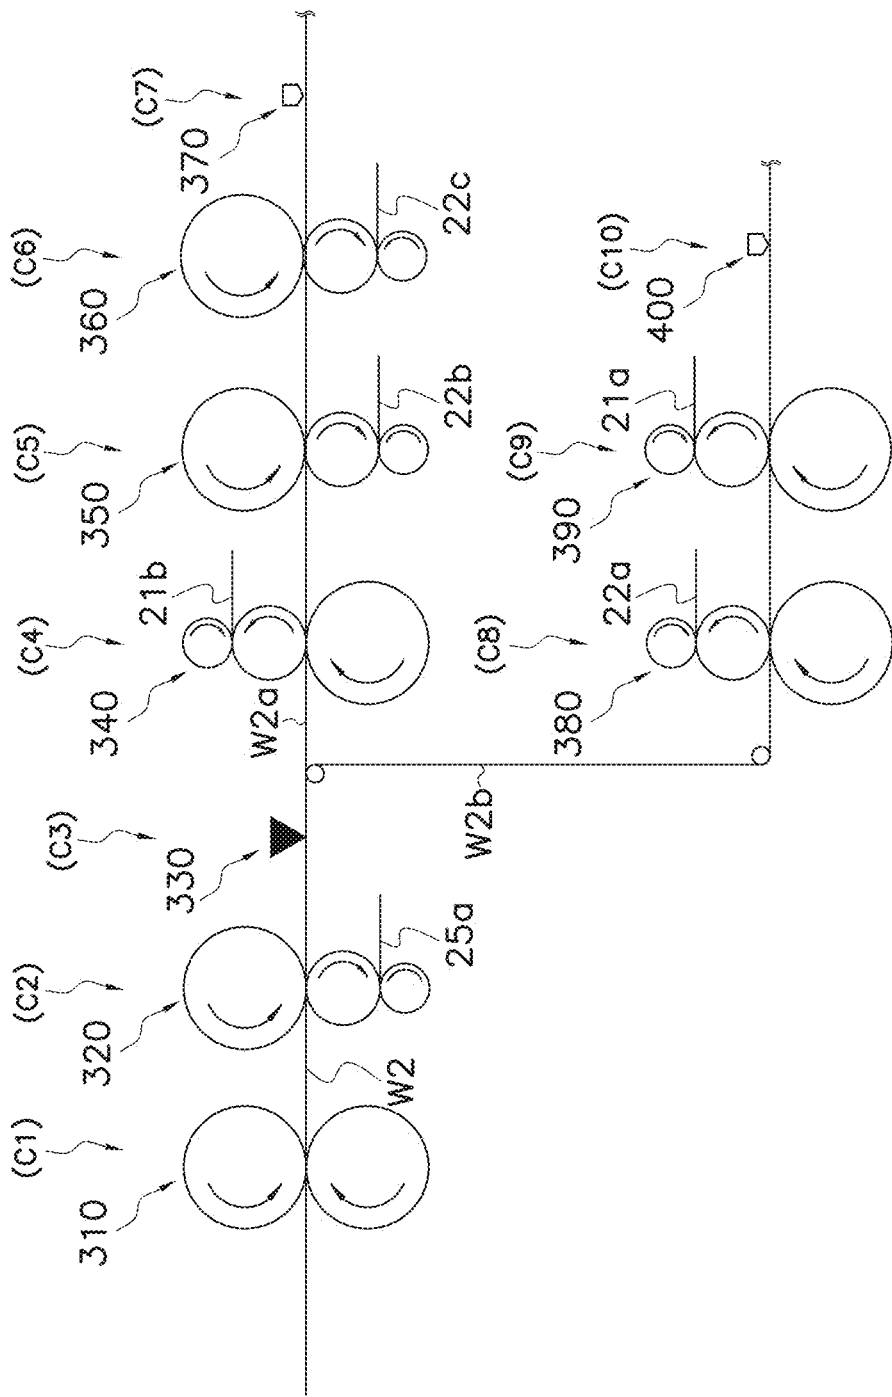 (C1)
(C2)
(C3)
(C4)
(C5)
(C6)
(C7)
310
320
330
340
350
360
370
21b
W2a
W2
25a
22b
22c
W2b
(C8)
(C9)
(C10)
380
390
400
22a
21a